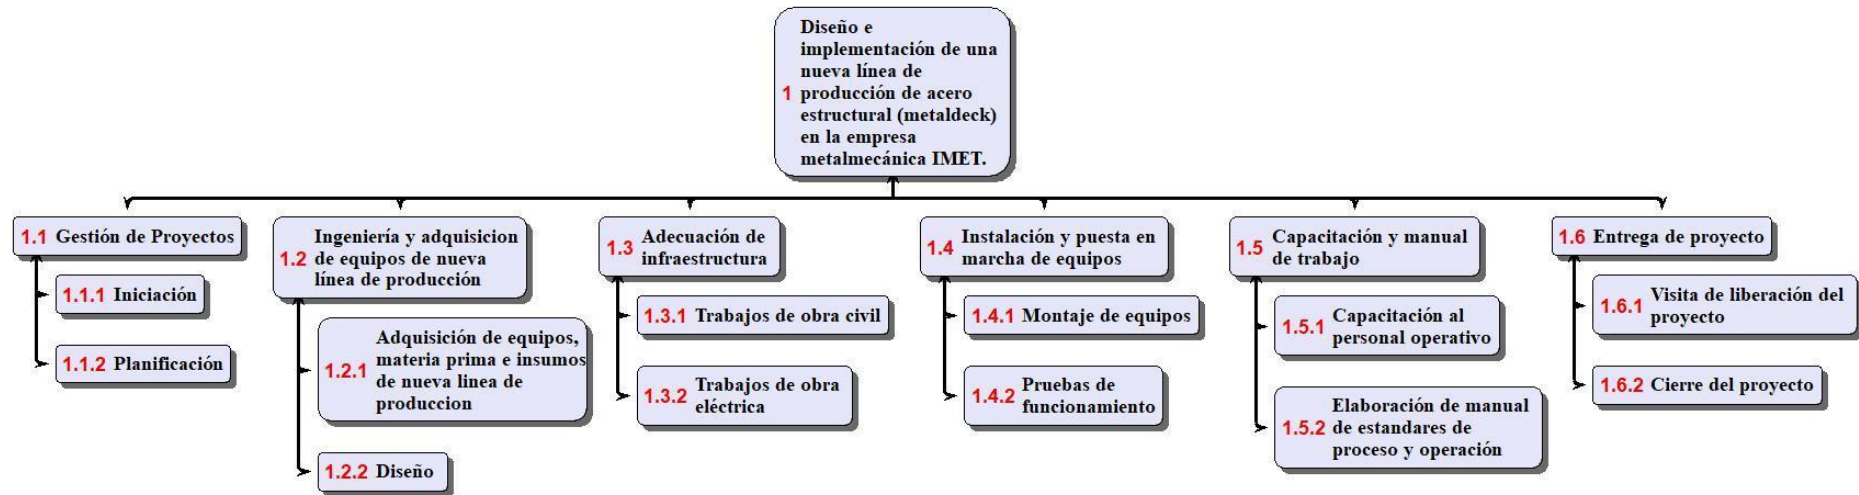 Diseño e
implementación de una
nueva línea de
1 producción de acero
estructural (metaldeck)
en la empresa
metalmecánica IMET.
1.1 Gestión de Proyectos
1.1.1 Iniciación
1.1.2 Planificación
Ingeniería y adquisicion
1.2 de equipos de nueva
línea de producción
Adquisición de equipos,
materia prima e insumos
1.2.1 de nueva linea de
produccion
1.2.2 Diseño
1.3 Adecuación de
infraestructura
1.3.1 Trabajos de obra civil
1.3.2 Trabajos de obra
eléctrica
1.4 Instalación y puesta en
marcha de equipos
1.4.1 Montaje de equipos
1.4.2 Pruebas de
funcionamiento
1.5 Capacitación y manual
de trabajo
1.5.1 Capacitación al
personal operativo
Elaboración de manual
1.5.2 de estandares de
proceso y operación
1.6 Entrega de proyecto
1.6.1 Visita de liberación del
proyecto
1.6.2 Cierre del proyecto